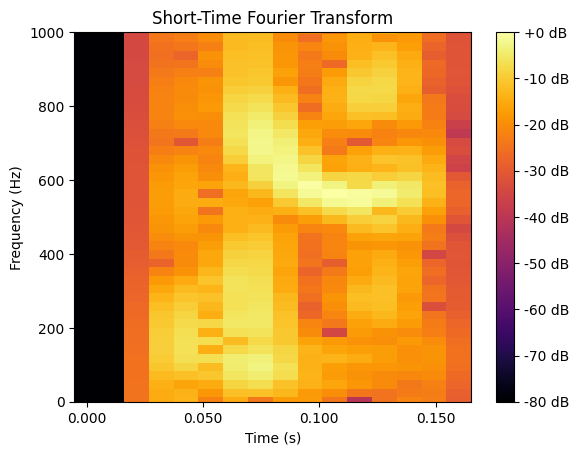 Short-Time Fourier Transform
1000
800
600
400
200
0
Frequency (Hz)
0.000
0.050
0.100
0.150
Time (s)
+0 dB
-10 dB
-20 dB
-30 dB
-40 dB
-50 dB
-60 dB
-70 dB
-80 dB